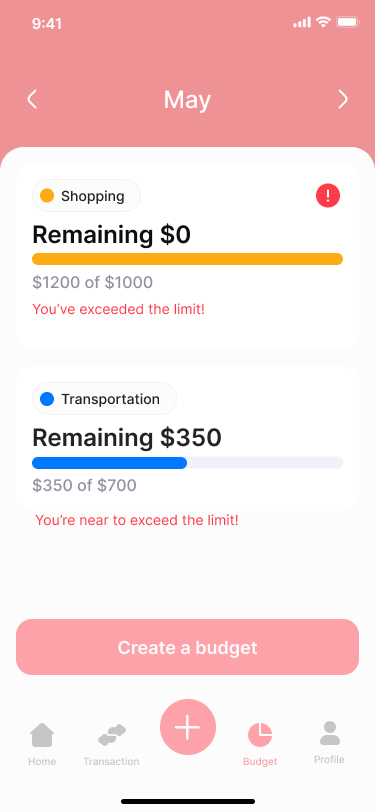 9:41
May
Shopping
!
Remaining $0
$1200 of $1000
You've exceeded the limit!
Transportation
Remaining $350
$350 of $700
You're near to exceed the limit!
Create a budget
Home
Transaction
Budget
Profile